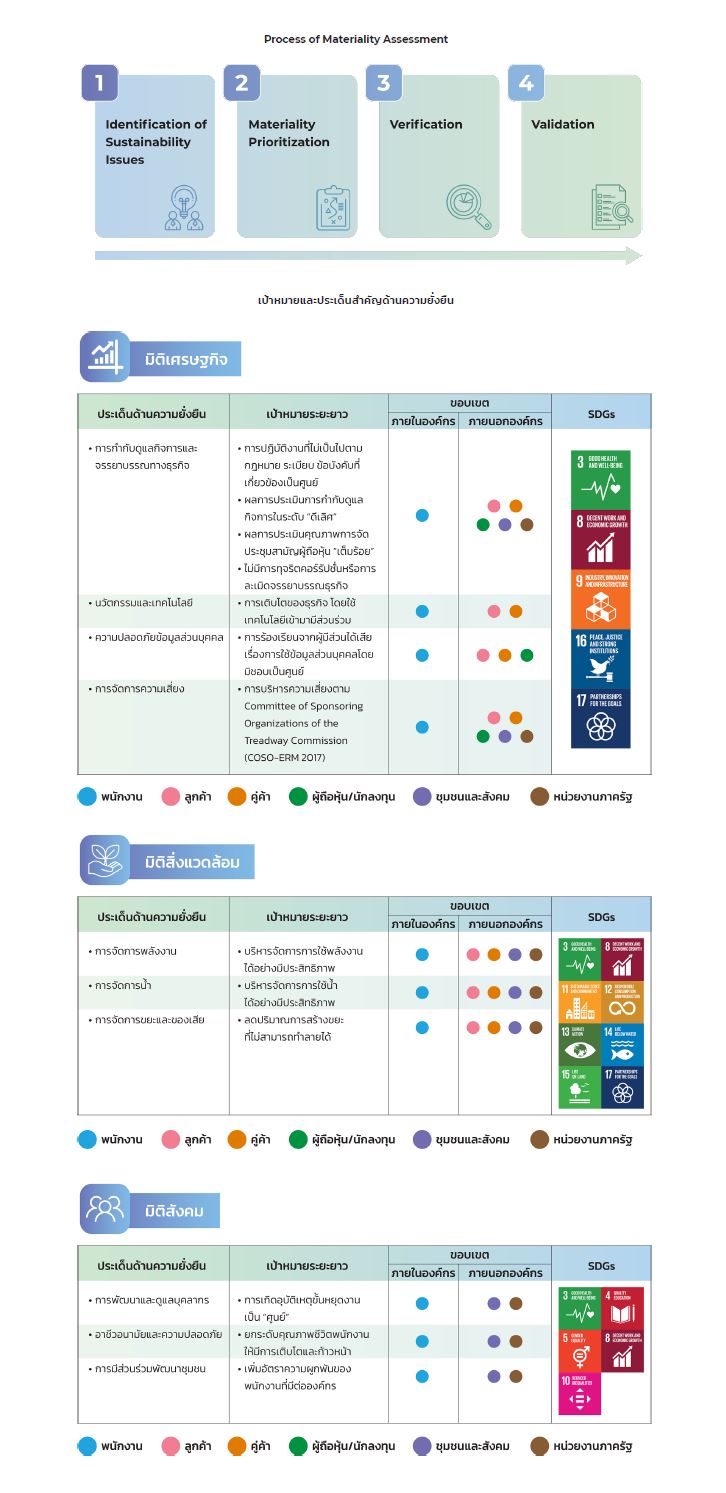 Process of Materiality Assessment
1
2
3
4
Identification of
Sustainability
Issues
Materiality
Prioritization
Verification
Validation
เป้าหมายและประเด็นสำคัญด้านความยั่งยืน
มิติเศรษฐกิจ
ประเด็นด้านความยั่งยืน
เป้าหมายระยะยาว
ขอบเขต
ภายในองค์กร
ภายนอกองค์กร
SDGs
• การกำกับดูแลกิจการและ
จรรยาบรรณทางธุรกิจ
• การปฏิบัติงานที่ไม่เป็นไปตาม
กฎหมาย ระเบียบ ข้อบังคับที่
เกี่ยวข้องเป็นศูนย์
• ผลการประเมินการกำกับดูแล
กิจการในระดับ “ดีเลิศ”
• ผลการประเมินคุณภาพการจัด
ประชุมสามัญผู้ถือหุ้น “เต็มร้อย”
• ไม่มีการทุจริตคอร์รัปชั่นหรือการ
ละเมิดจรรยาบรรณธุรกิจ
• นวัตกรรมและเทคโนโลยี
• การเติบโตของธุรกิจ โดยใช้
เทคโนโลยีเข้ามามีส่วนร่วม
• ความปลอดภัยข้อมูลส่วนบุคคล
• การร้องเรียนจากผู้มีส่วนได้เสีย
เรื่องการใช้ข้อมูลส่วนบุคคลโดย
มิชอบเป็นศูนย์
• การจัดการความเสี่ยง
• การบริหารความเสี่ยงตาม
Committee of Sponsoring
Organizations of the
Treadway Commission
(COSO-ERM 2017)
3 GOOD HEALTH
AND WELL-BEING
8 DECENT WORK AND
ECONOMIC GROWTH
9 INDUSTRY, INNOVATION
AND INFRASTRUCTURE
16 PEACE, JUSTICE
AND STRONG
INSTITUTIONS
17 PARTNERSHIPS
FOR THE GOALS
พนักงาน
ลูกค้า
คู่ค้า
ผู้ถือหุ้น/นักลงทุน
ชุมชนและสังคม
หน่วยงานภาครัฐ
มิติสิ่งแวดล้อม
ประเด็นด้านความยั่งยืน
เป้าหมายระยะยาว
ขอบเขต
ภายในองค์กร
ภายนอกองค์กร
SDGs
• การจัดการพลังงาน
• บริหารจัดการการใช้พลังงาน
ได้อย่างมีประสิทธิภาพ
• การจัดการน้ำ
• บริหารจัดการการใช้น้ำ
ได้อย่างมีประสิทธิภาพ
• การจัดการขยะและของเสีย
• ลดปริมาณการสร้างขยะ
ที่ไม่สามารถทำลายได้
3 GOOD HEALTH
AND WELL-BEING
8 DECENT WORK AND
ECONOMIC GROWTH
11 SUSTAINABLE CITIES
AND COMMUNITIES
12 RESPONSIBLE
CONSUMPTION
AND PRODUCTION
13 CLIMATE
ACTION
14 LIFE
BELOW WATER
15 LIFE
ON LAND
17 PARTNERSHIPS
FOR THE GOALS
พนักงาน
ลูกค้า
คู่ค้า
ผู้ถือหุ้น/นักลงทุน
ชุมชนและสังคม
หน่วยงานภาครัฐ
มิติสังคม
ประเด็นด้านความยั่งยืน
เป้าหมายระยะยาว
ขอบเขต
ภายในองค์กร
ภายนอกองค์กร
SDGs
• การพัฒนาและดูแลบุคลากร
• การเกิดอุบัติเหตุขั้นหยุดงาน
เป็น “ศูนย์”
• อาชีวอนามัยและความปลอดภัย
• ยกระดับคุณภาพชีวิตพนักงาน
ให้มีการเติบโตและก้าวหน้า
• การมีส่วนร่วมพัฒนาชุมชน
• เพิ่มอัตราความผูกพันของ
พนักงานที่มีต่อองค์กร
3 GOOD HEALTH
AND WELL-BEING
4 QUALITY
EDUCATION
5 GENDER
EQUALITY
8 DECENT WORK AND
ECONOMIC GROWTH
10 REDUCED
INEQUALITIES
พนักงาน
ลูกค้า
คู่ค้า
ผู้ถือหุ้น/นักลงทุน
ชุมชนและสังคม
หน่วยงานภาครัฐ